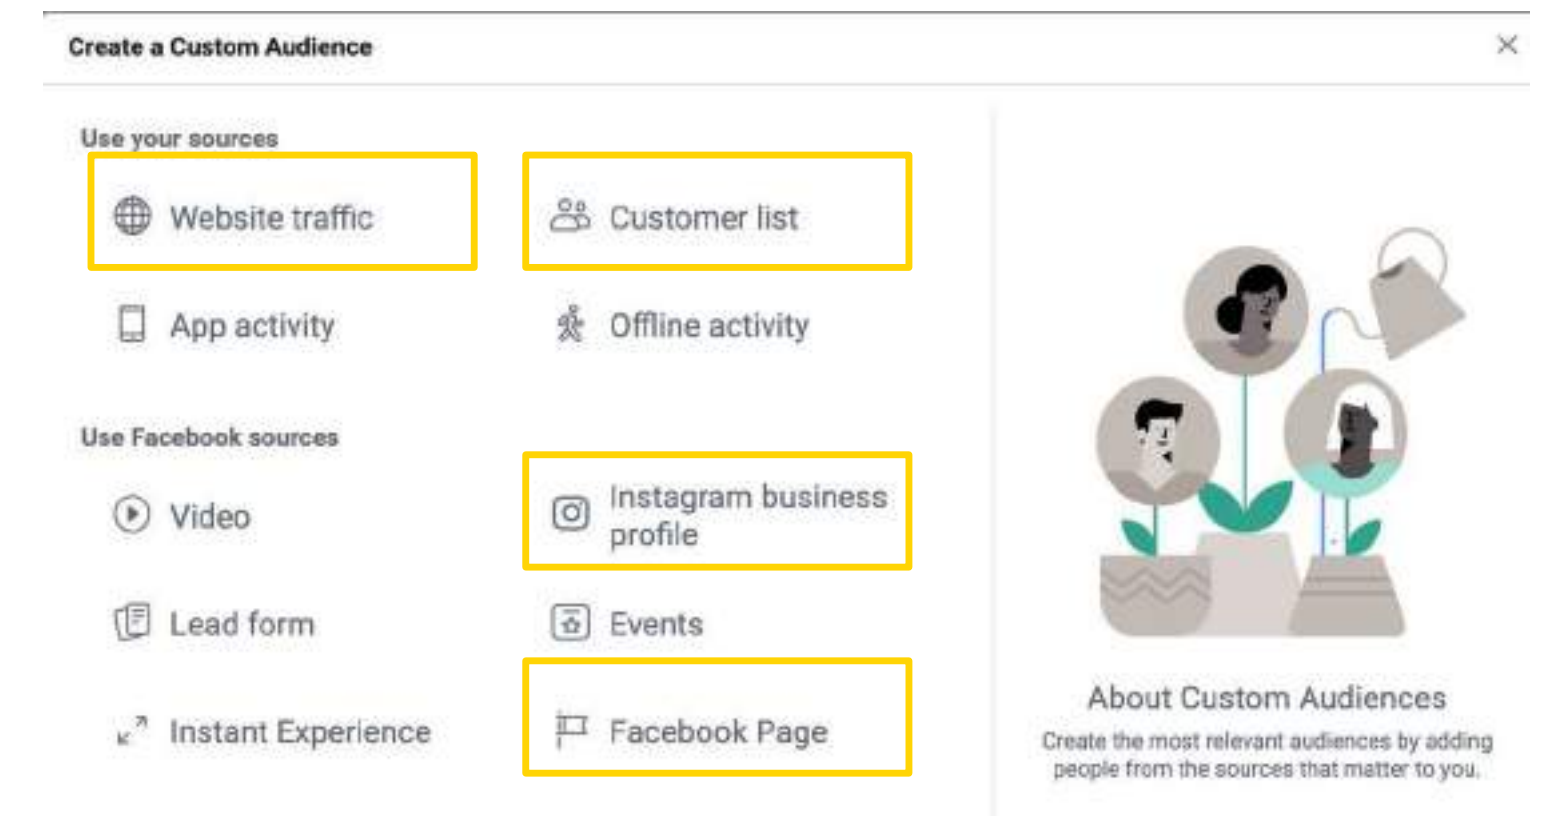 Create a Custom Audience
Use your sources
Website traffic
Customer list
App activity
Offline activity
Use Facebook sources
Video
Instagram business
profile
Lead form
Events
Instant Experience
Facebook Page
About Custom Audiences
Create the most relevant audiences by adding
people from the sources that matter to you.